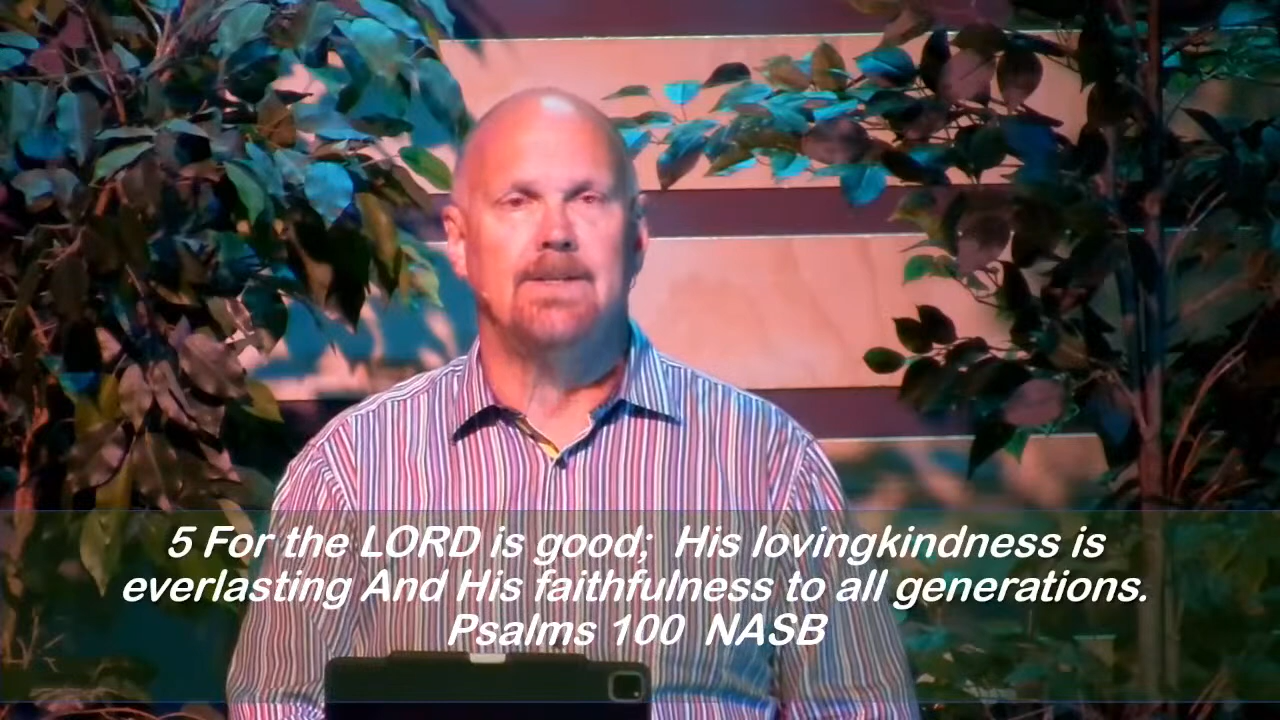 5 For the LORD is good;  His lovingkindness is
everlasting And His faithfulness to all generations.
Psalms 100  NASB